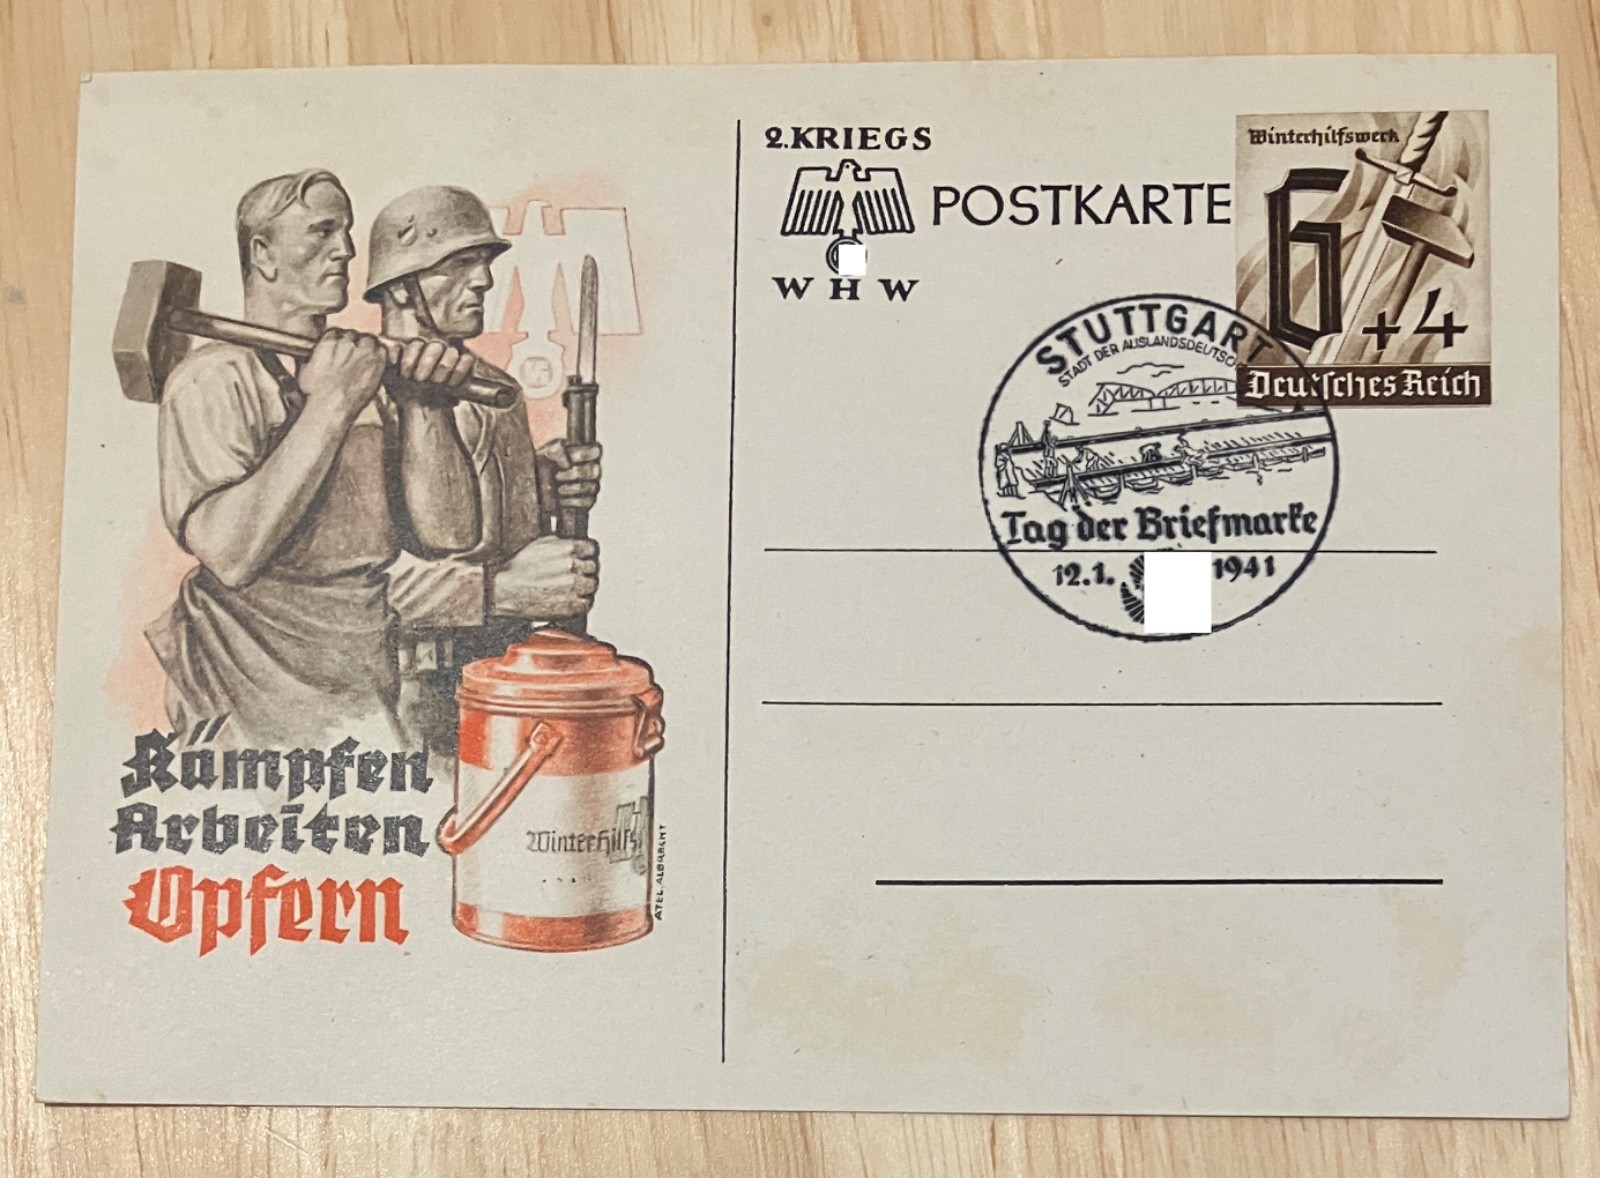 2.KRIEGS
POSTKARTE
W H W
Winterhilfswerk
6+4
Deutsches Reich
STUTTGART
STADT DER AUSLANDSDEUTSCH
Tag der Briefmarke
12.1. 1941
Kämpfen
Arbeiten
Opfern
Winterhilfs
ATEL. ALBRECHT